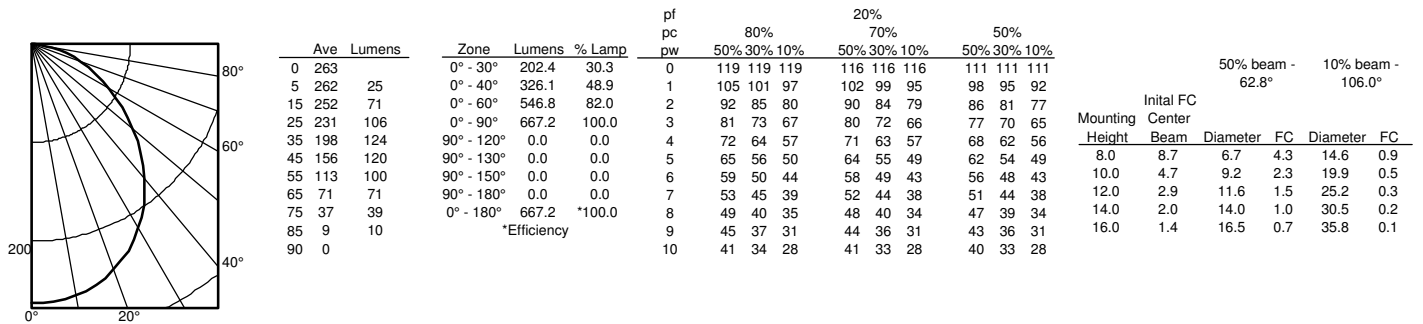 80°
60°
40°
200
0° 20°
Ave Lumens
0 263
5 262 25
15 252 71
25 231 106
35 198 124
45 156 120
55 113 100
65 71 71
75 37 39
85 9 10
90 0
Zone Lumens % Lamp
0° - 30° 202.4 30.3
0° - 40° 326.1 48.9
0° - 60° 546.8 82.0
0° - 90° 667.2 100.0
90° - 120° 0.0 0.0
90° - 130° 0.0 0.0
90° - 150° 0.0 0.0
90° - 180° 0.0 0.0
0° - 180° 667.2 *100.0
*Efficiency
pf 20%
pc 80% 70% 50%
pw 50% 30% 10% 50% 30% 10% 50% 30% 10%
0 119 119 119 116 116 116 111 111 111
1 105 101 97 102 99 95 98 95 92
2 92 85 80 90 84 79 86 81 77
3 81 73 67 80 72 66 77 70 65
4 72 64 57 71 63 57 68 62 56
5 65 56 50 64 55 49 62 54 49
6 59 50 44 58 49 43 56 48 43
7 53 45 39 52 44 38 51 44 38
8 49 40 35 48 40 34 47 39 34
9 45 37 31 44 36 31 43 36 31
10 41 34 28 41 33 28 40 33 28
50% beam - 10% beam -
62.8° 106.0°
Inital FC
Mounting Center
Height Beam Diameter FC Diameter FC
8.0 8.7 6.7 4.3 14.6 0.9
10.0 4.7 9.2 2.3 19.9 0.5
12.0 2.9 11.6 1.5 25.2 0.3
14.0 2.0 14.0 1.0 30.5 0.2
16.0 1.4 16.5 0.7 35.8 0.1